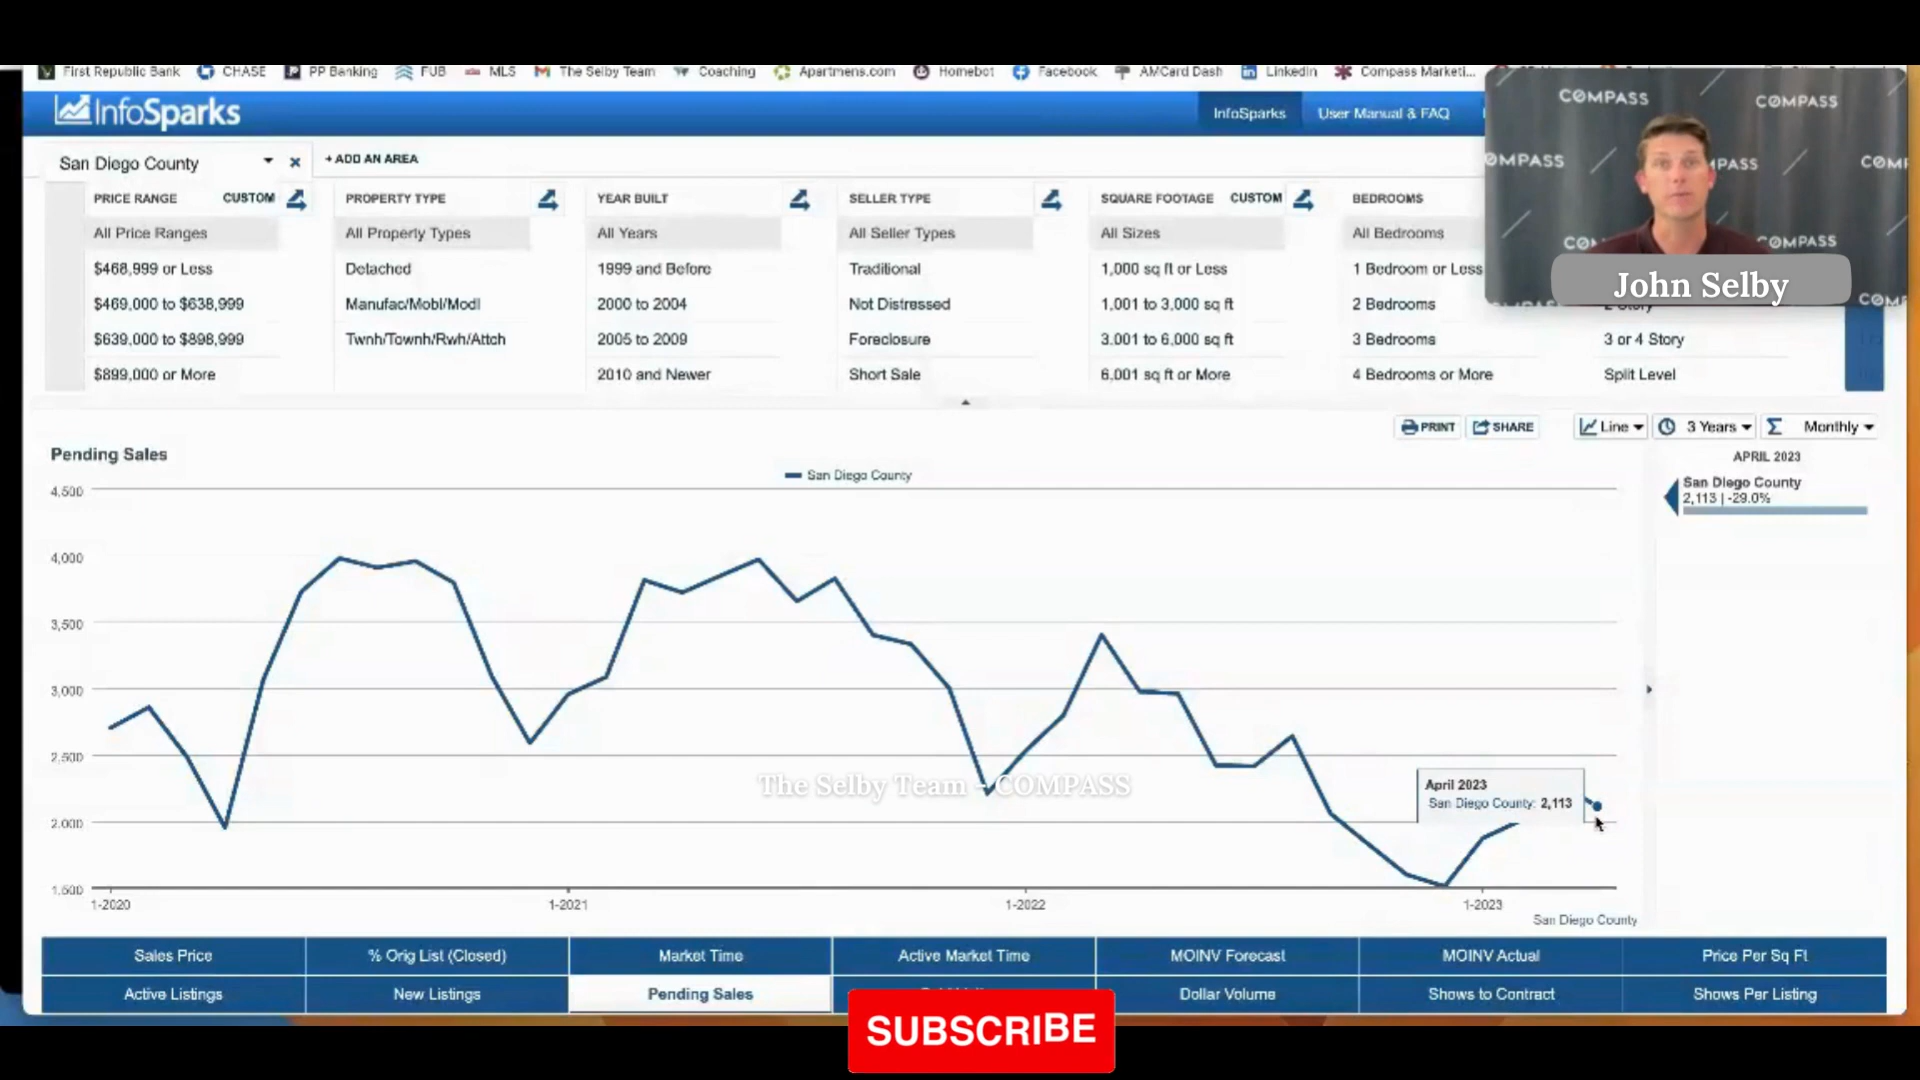 First Republic Bank CHASE PP Banking FUB MLS The Selby Team Coaching Apartmens.com Homebot Facebook AMCard Dash LinkedIn Compass Marketi...
InfoSparks
InfoSparks User Manual & FAQ
COMPASS COMPASS
OMPASS MPASS COM
COM COMPASS
John Selby
COM
San Diego County
+ ADD AN AREA
PRICE RANGE CUSTOM PROPERTY TYPE YEAR BUILT SELLER TYPE SQUARE FOOTAGE CUSTOM BEDROOMS
All Price Ranges All Property Types All Years All Seller Types All Sizes All Bedrooms
$468,999 or Less Detached 1999 and Before Traditional 1,000 sq ft or Less 1 Bedroom or Less
$469,000 to $638,999 Manufac/Mobl/Modl 2000 to 2004 Not Distressed 1,001 to 3,000 sq ft 2 Bedrooms 2 Story
$639,000 to $898,999 Twnh/Townh/Rwh/Attch 2005 to 2009 Foreclosure 3.001 to 6,000 sq ft 3 Bedrooms 3 or 4 Story
$899,000 or More 2010 and Newer Short Sale 6,001 sq ft or More 4 Bedrooms or More Split Level
PRINT SHARE Line 3 Years Monthly
Pending Sales
APRIL 2023
San Diego County
2,113 | -29.0%
San Diego County
4,500
4,000
3,500
3,000
2,500
The Selby Team - COMPASS
April 2023
San Diego County: 2,113
2,000
1,500
1-2020 1-2021 1-2022 1-2023
San Diego County
Sales Price % Orig List (Closed) Market Time Active Market Time MOINV Forecast MOINV Actual Price Per Sq Ft
Active Listings New Listings Pending Sales Dollar Volume Shows to Contract Shows Per Listing
SUBSCRIBE